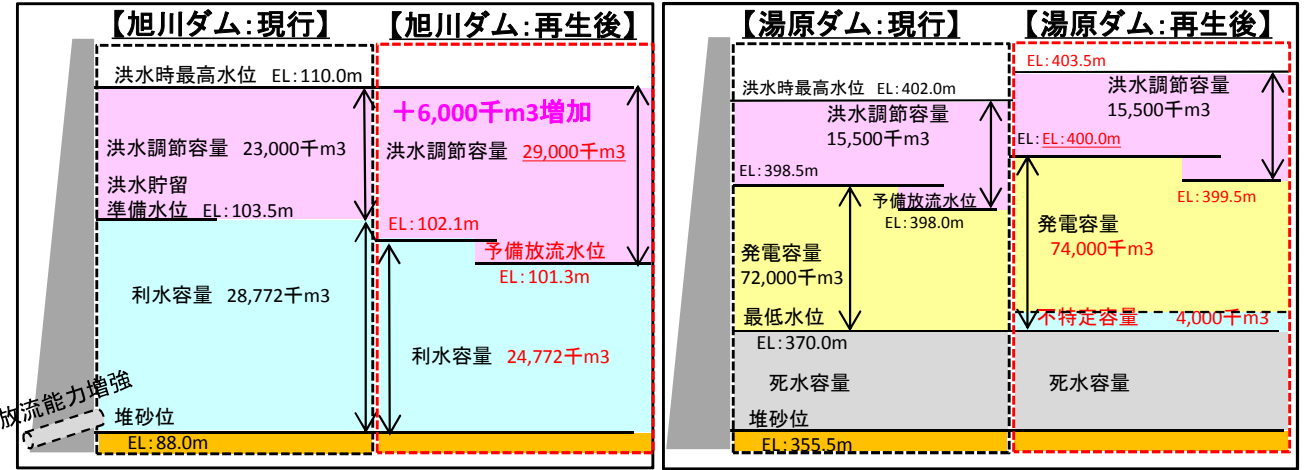 【旭川ダム:現行】
洪水時最高水位 EL:110.0m
洪水調節容量 23,000千m3
洪水貯留
準備水位 EL:103.5m
利水容量 28,772千m3
堆砂位
EL:88.0m
放流能力増強
【旭川ダム:再生後】
＋6,000千m3増加
洪水調節容量 29,000千m3
EL:102.1m
予備放流水位
EL:101.3m
利水容量 24,772千m3
【湯原ダム:現行】
洪水時最高水位 EL:402.0m
洪水調節容量
15,500千m3
EL:398.5m
予備放流水位
EL:398.0m
発電容量
72,000千m3
最低水位
EL:370.0m
死水容量
堆砂位
EL:355.5m
【湯原ダム:再生後】
EL:403.5m
洪水調節容量
15,500千m3
EL:EL:400.0m
EL:399.5m
発電容量
74,000千m3
不特定容量 4,000千m3
死水容量